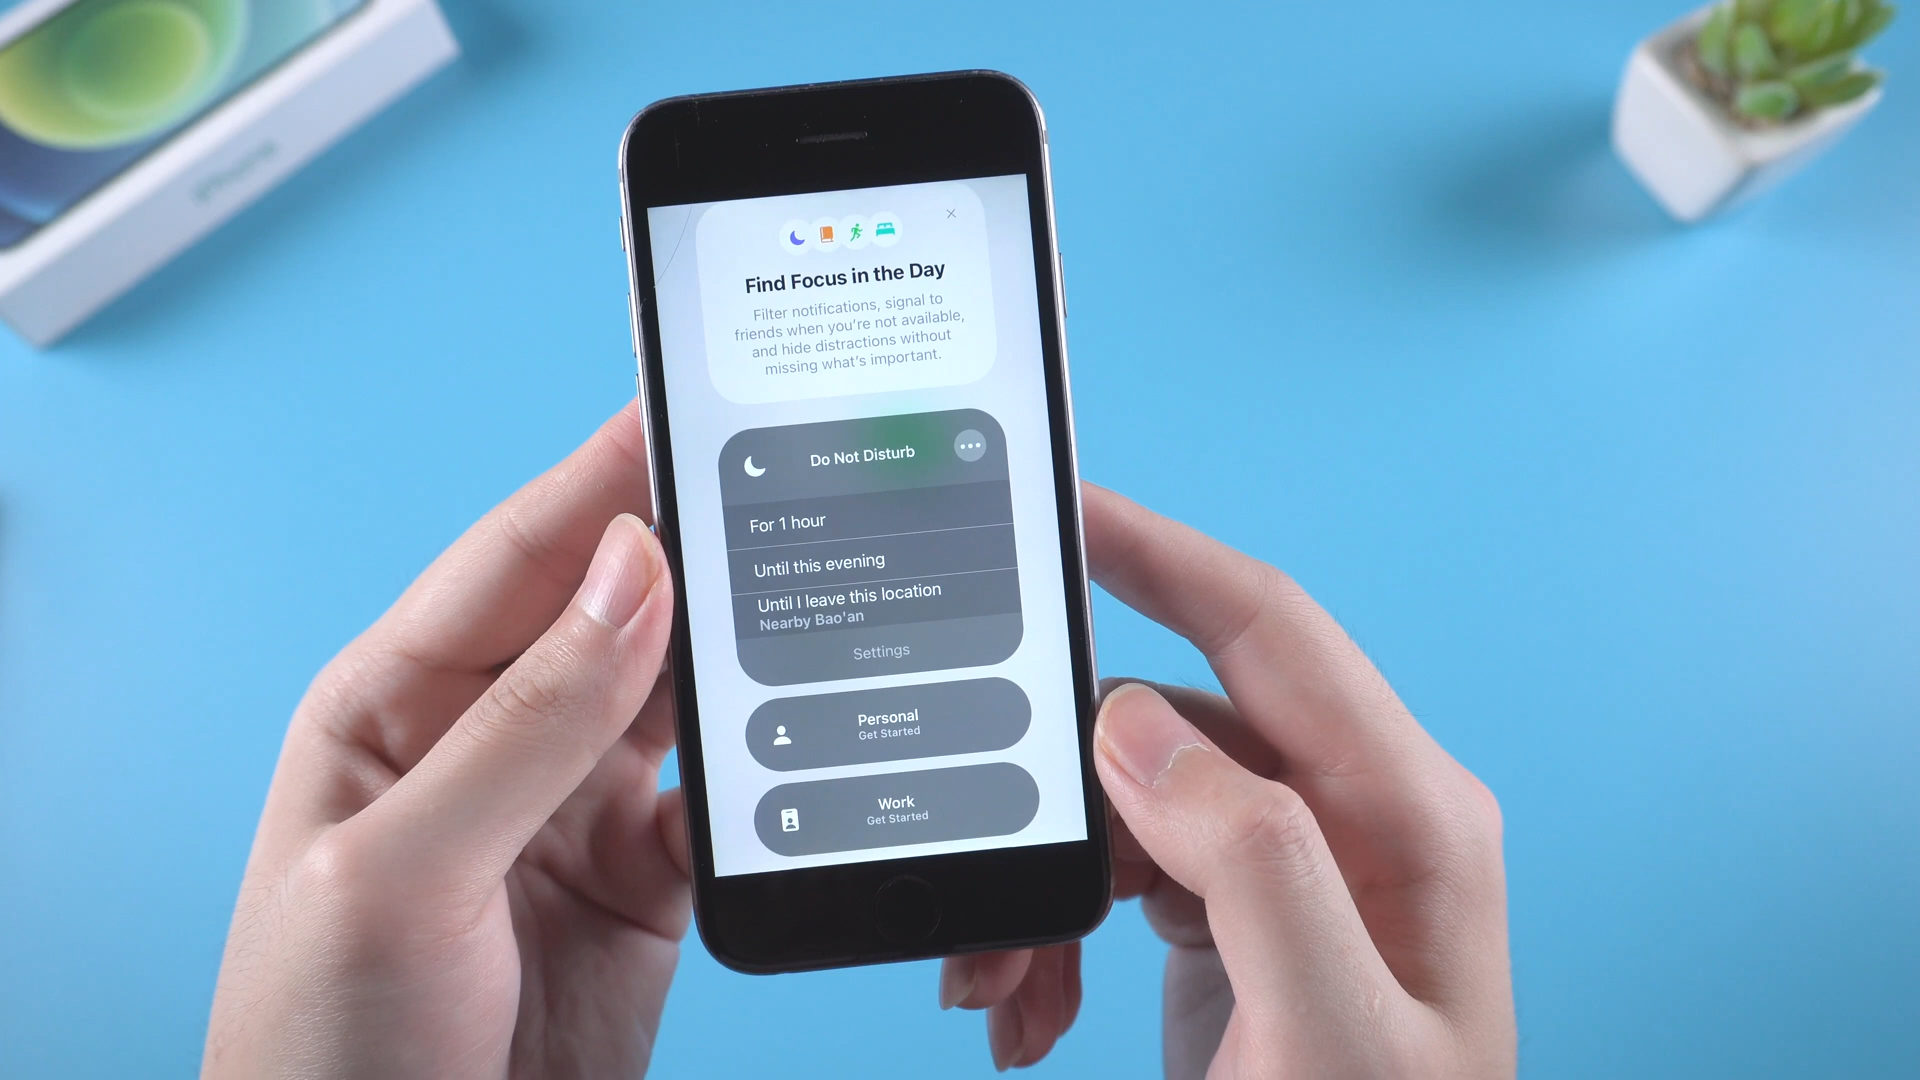 iPhone
Find Focus in the Day
Filter notifications, signal to
friends when you're not available,
and hide distractions without
missing what's important.
Do Not Disturb
For 1 hour
Until this evening
Until I leave this location
Nearby Bao'an
Settings
Personal
Get Started
Work
Get Started